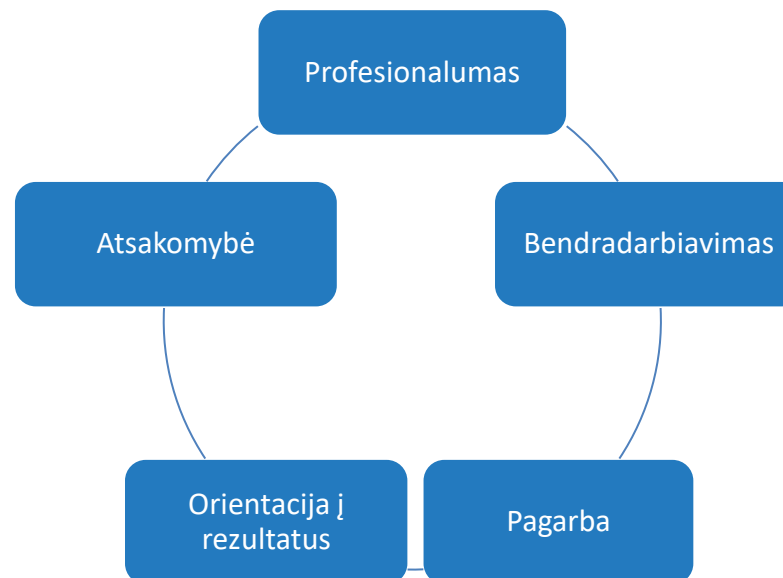 Profesionalumas
Atsakomybė
Bendradarbiavimas
Orientacija į
rezultatus
Pagarba